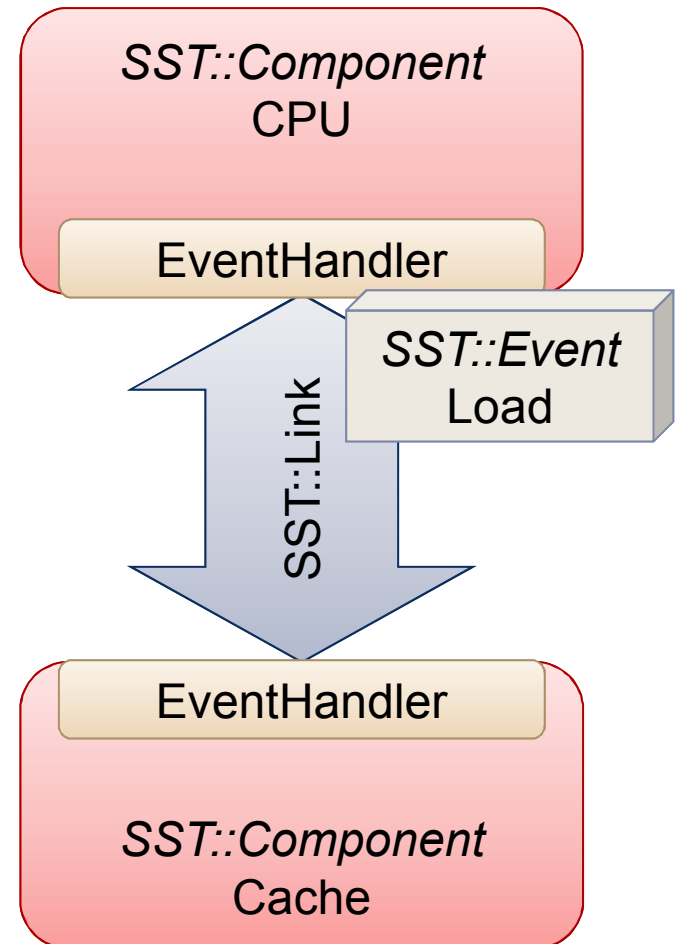 SST::Component
CPU
EventHandler
SST::Event
Load
SST::Link
EventHandler
SST::Component
Cache